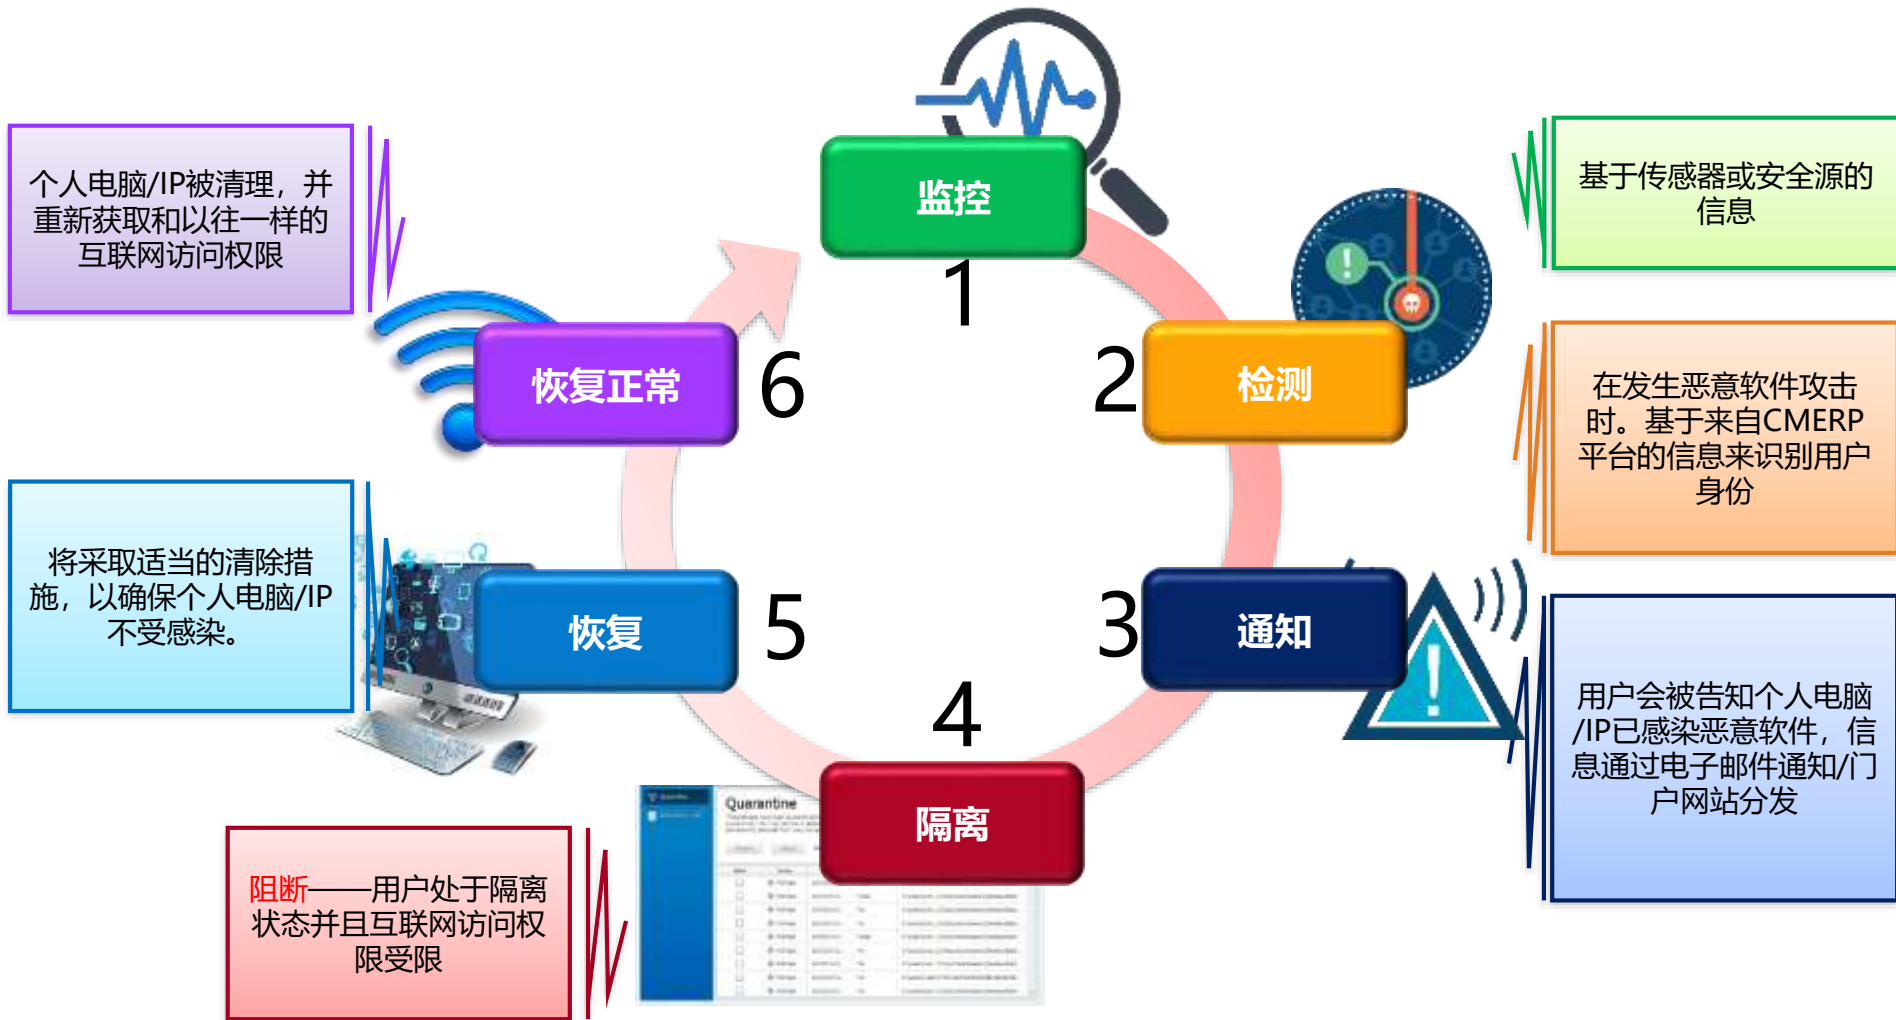 监控
1
基于传感器或安全源的
信息
检测
2
在发生恶意软件攻击
时。基于来自CMERP
平台的信息来识别用户
身份
通知
3
用户会被告知个人电脑
/IP已感染恶意软件，信
息通过电子邮件通知/门
户网站分发
隔离
4
Quarantine
阻断——用户处于隔离
状态并且互联网访问权
限受限
恢复
5
将采取适当的清除措
施，以确保个人电脑/IP
不受感染。
恢复正常
6
个人电脑/IP被清理，并
重新获取和以往一样的
互联网访问权限